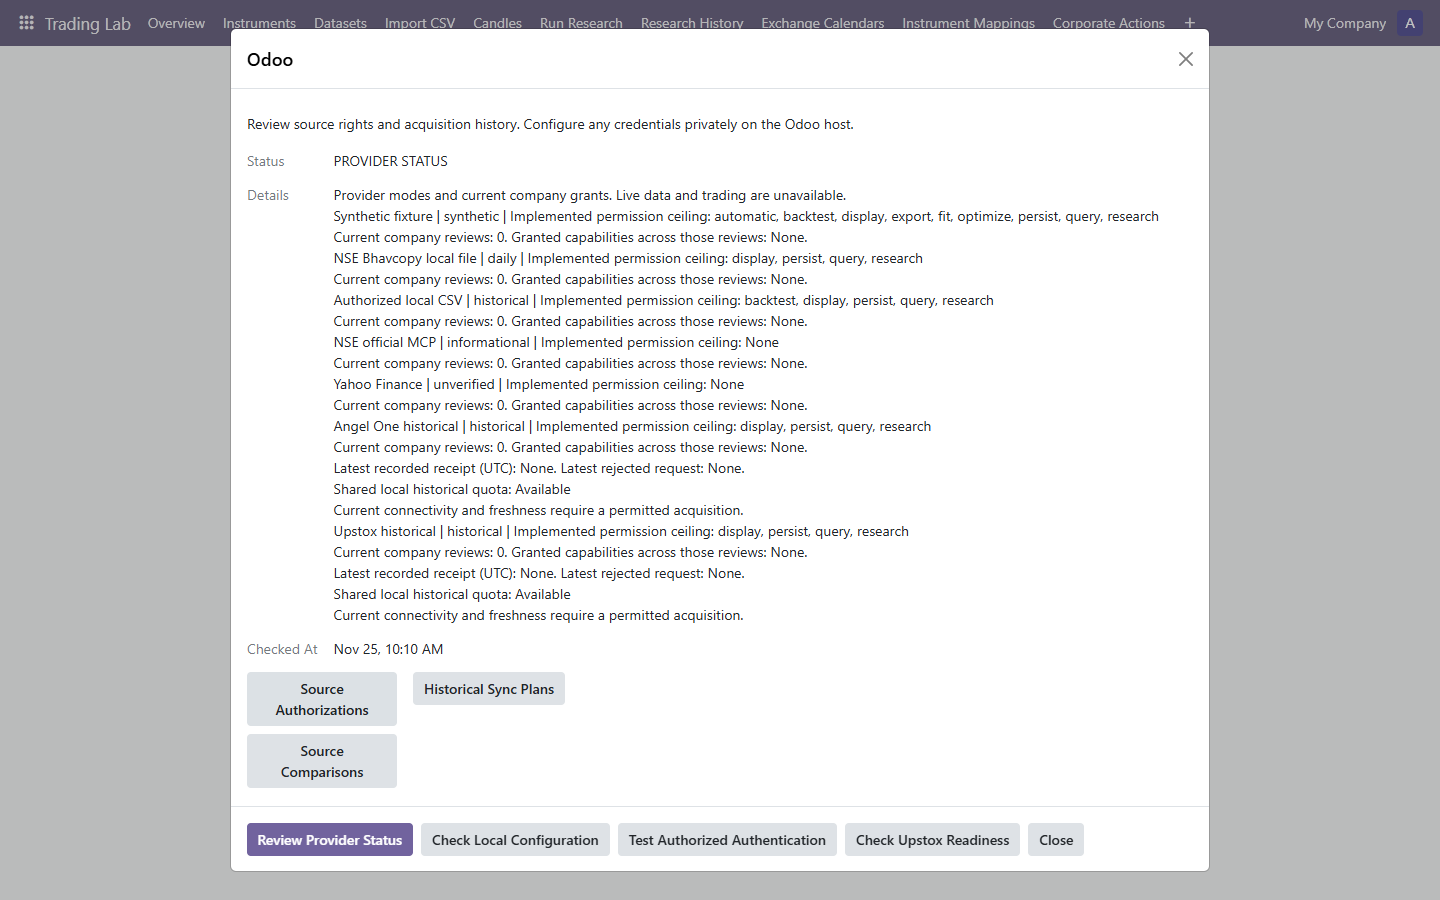 Trading Lab Overview Instruments Datasets Import CSV Candles Run Research Research History Exchange Calendars Instrument Mappings Corporate Actions + My Company A
Odoo
Review source rights and acquisition history. Configure any credentials privately on the Odoo host.
Status PROVIDER STATUS
Details Provider modes and current company grants. Live data and trading are unavailable.
Synthetic fixture | synthetic | Implemented permission ceiling: automatic, backtest, display, export, fit, optimize, persist, query, research
Current company reviews: 0. Granted capabilities across those reviews: None.
NSE Bhavcopy local file | daily | Implemented permission ceiling: display, persist, query, research
Current company reviews: 0. Granted capabilities across those reviews: None.
Authorized local CSV | historical | Implemented permission ceiling: backtest, display, persist, query, research
Current company reviews: 0. Granted capabilities across those reviews: None.
NSE official MCP | informational | Implemented permission ceiling: None
Current company reviews: 0. Granted capabilities across those reviews: None.
Yahoo Finance | unverified | Implemented permission ceiling: None
Current company reviews: 0. Granted capabilities across those reviews: None.
Angel One historical | historical | Implemented permission ceiling: display, persist, query, research
Current company reviews: 0. Granted capabilities across those reviews: None.
Latest recorded receipt (UTC): None. Latest rejected request: None.
Shared local historical quota: Available
Current connectivity and freshness require a permitted acquisition.
Upstox historical | historical | Implemented permission ceiling: display, persist, query, research
Current company reviews: 0. Granted capabilities across those reviews: None.
Latest recorded receipt (UTC): None. Latest rejected request: None.
Shared local historical quota: Available
Current connectivity and freshness require a permitted acquisition.
Checked At Nov 25, 10:10 AM
Source Authorizations
Historical Sync Plans
Source Comparisons
Review Provider Status Check Local Configuration Test Authorized Authentication Check Upstox Readiness Close